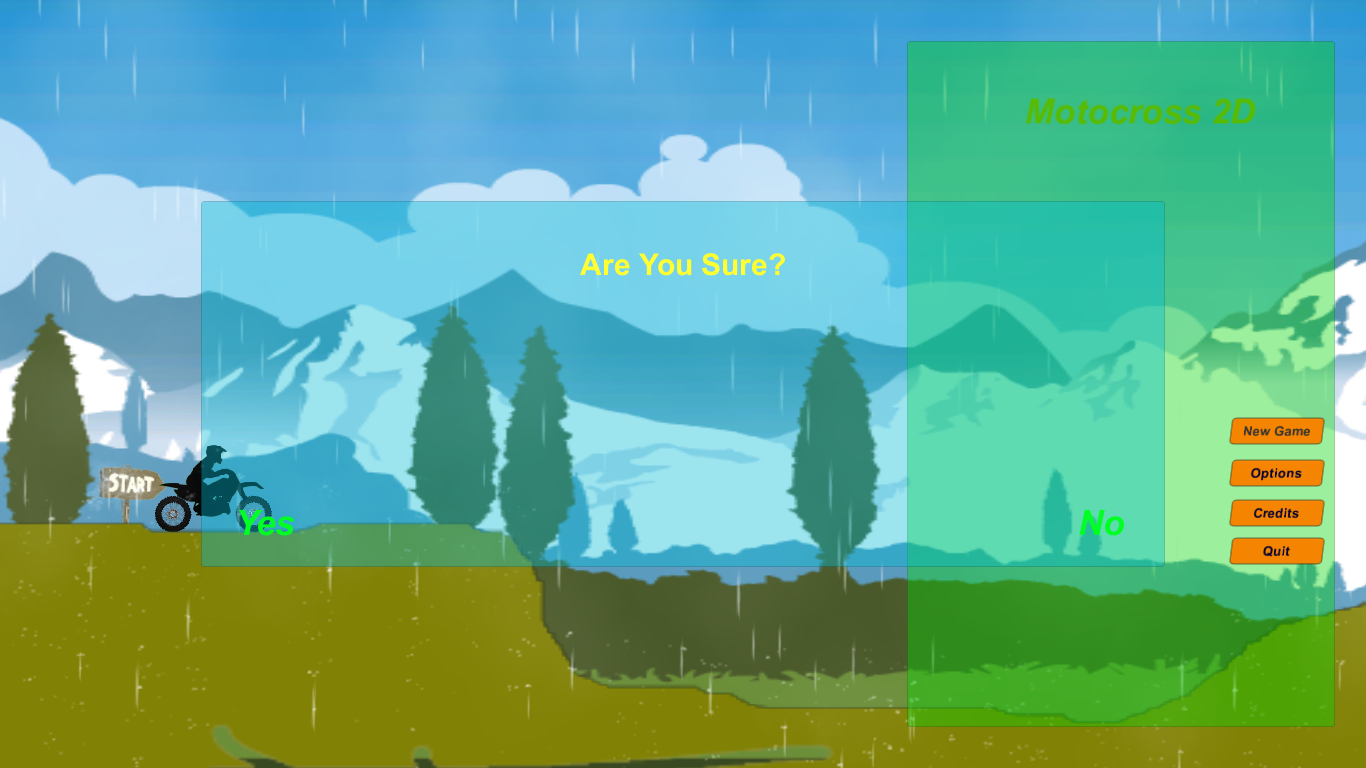 Motocross 2D
Are You Sure?
New Game
Options
START
Credits
Yes
No
Quit